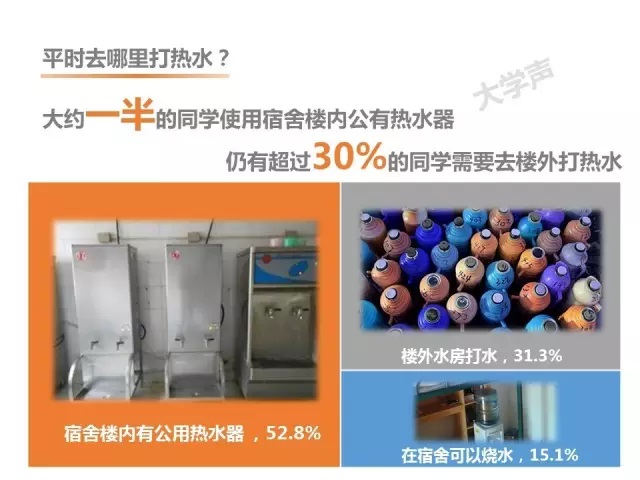 平时去哪里打热水？
大学声
大约一半的同学使用宿舍楼内公有热水器
仍有超过30%的同学需要去楼外打热水
宿舍楼内有公用热水器，52.8%
楼外水房打水，31.3%
在宿舍可以烧水，15.1%